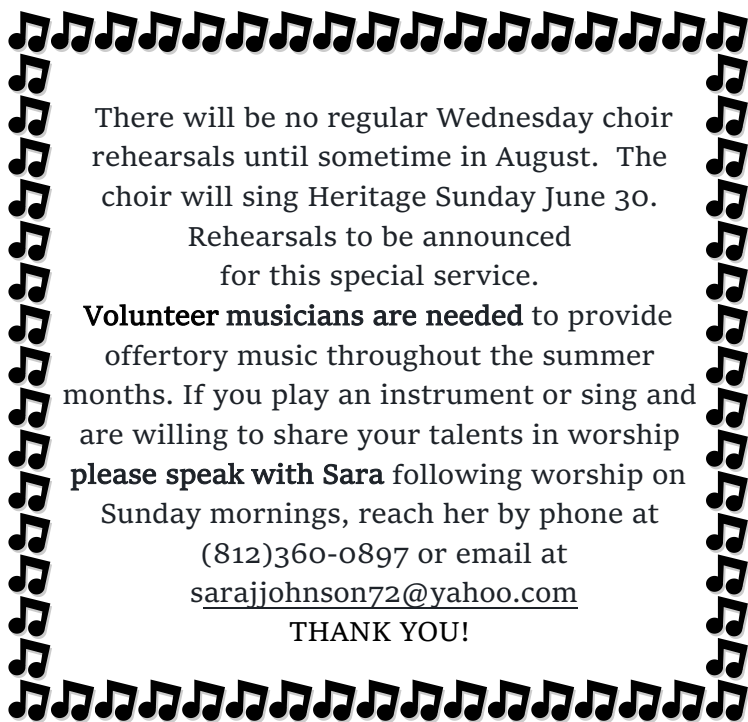 There will be no regular Wednesday choir
rehearsals until sometime in August.  The
choir will sing Heritage Sunday June 30.
Rehearsals to be announced
for this special service.
Volunteer musicians are needed to provide
offertory music throughout the summer
months. If you play an instrument or sing and
are willing to share your talents in worship
please speak with Sara following worship on
Sunday mornings, reach her by phone at
(812)360-0897 or email at
sarajjohnson72@yahoo.com
THANK YOU!